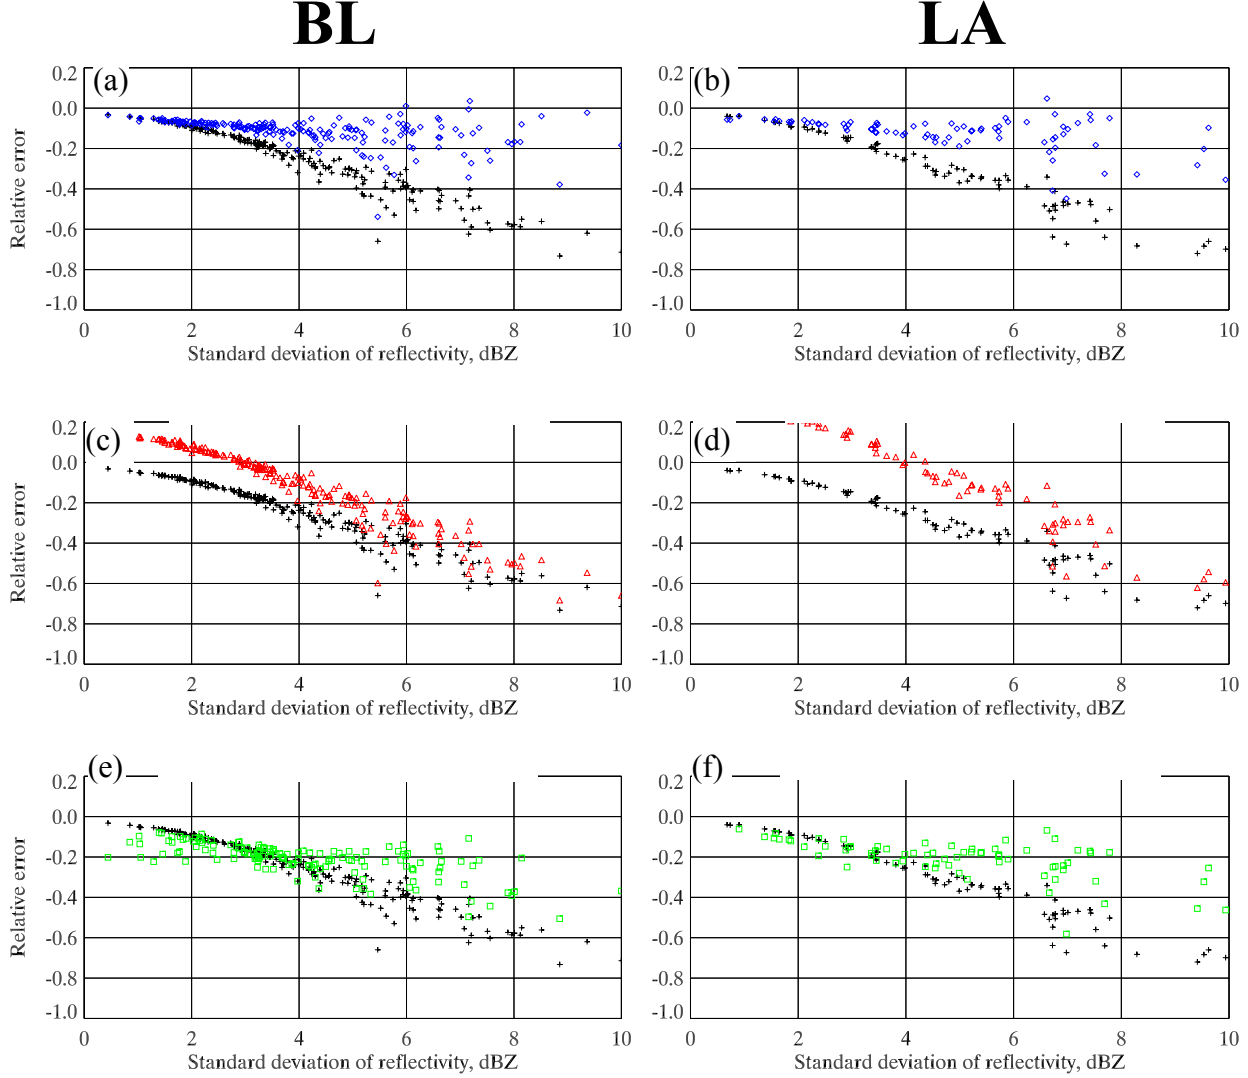 BL LA
(a) (b)
0.2
0.0
-0.2
-0.4
-0.6
-0.8
-1.0
Relative error
0 2 4 6 8 10
Standard deviation of reflectivity, dBZ
0.2
0.0
-0.2
-0.4
-0.6
-0.8
-1.0
0 2 4 6 8 10
Standard deviation of reflectivity, dBZ
(c) (d)
0.2
0.0
-0.2
-0.4
-0.6
-0.8
-1.0
Relative error
0 2 4 6 8 10
Standard deviation of reflectivity, dBZ
0.2
0.0
-0.2
-0.4
-0.6
-0.8
-1.0
0 2 4 6 8 10
Standard deviation of reflectivity, dBZ
(e) (f)
0.2
0.0
-0.2
-0.4
-0.6
-0.8
-1.0
Relative error
0 2 4 6 8 10
Standard deviation of reflectivity, dBZ
0.2
0.0
-0.2
-0.4
-0.6
-0.8
-1.0
0 2 4 6 8 10
Standard deviation of reflectivity, dBZ